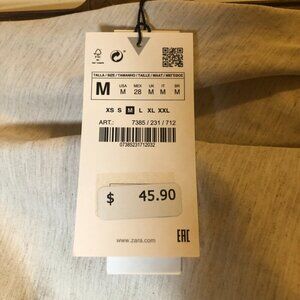 TALLA / SIZE / TAMANHO / TAILLE / MAAT / ΜΕΓΕΘΟΣ
M
USA MEX UK IT BR
M 28 M M M
XS S M L XL XXL
ART.: 7385 / 231 / 712
07385231712032
$ 45.90
www.zara.com
EAC